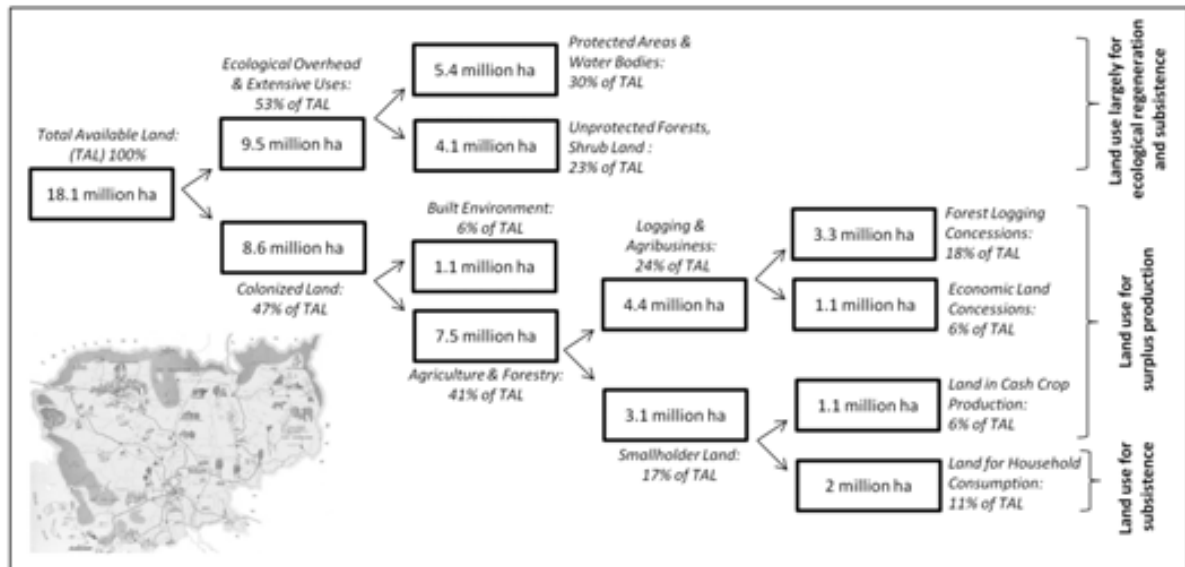 Total Available Land:
(TAL) 100%
18.1 million ha
Ecological Overhead
& Extensive Uses:
53% of TAL
9.5 million ha
8.6 million ha
Colonized Land:
47% of TAL
5.4 million ha
Protected Areas &
Water Bodies:
30% of TAL
4.1 million ha
Unprotected Forests,
Shrub Land :
23% of TAL
Built Environment:
6% of TAL
1.1 million ha
7.5 million ha
Agriculture & Forestry:
41% of TAL
Logging &
Agribusiness:
24% of TAL
4.4 million ha
3.1 million ha
Smallholder Land:
17% of TAL
3.3 million ha
Forest Logging
Concessions:
18% of TAL
1.1 million ha
Economic Land
Concessions:
6% of TAL
1.1 million ha
Land in Cash Crop
Production:
6% of TAL
2 million ha
Land for Household
Consumption:
11% of TAL
Land use largely for
ecological regeneration
and subsistence
Land use for
surplus production
Land use for
subsistence